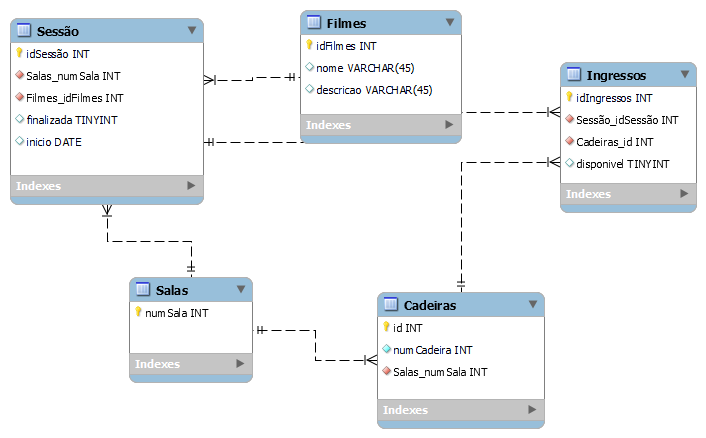 Sessão
idSessão INT
Salas_numSala INT
Filmes_idFilmes INT
finalizada TINYINT
inicio DATE
Indexes
Filmes
idFilmes INT
nome VARCHAR(45)
descricao VARCHAR(45)
Indexes
Ingressos
idIngressos INT
Sessão_idSessão INT
Cadeiras_id INT
disponivel TINYINT
Indexes
Salas
numSala INT
Indexes
Cadeiras
id INT
numCadeira INT
Salas_numSala INT
Indexes